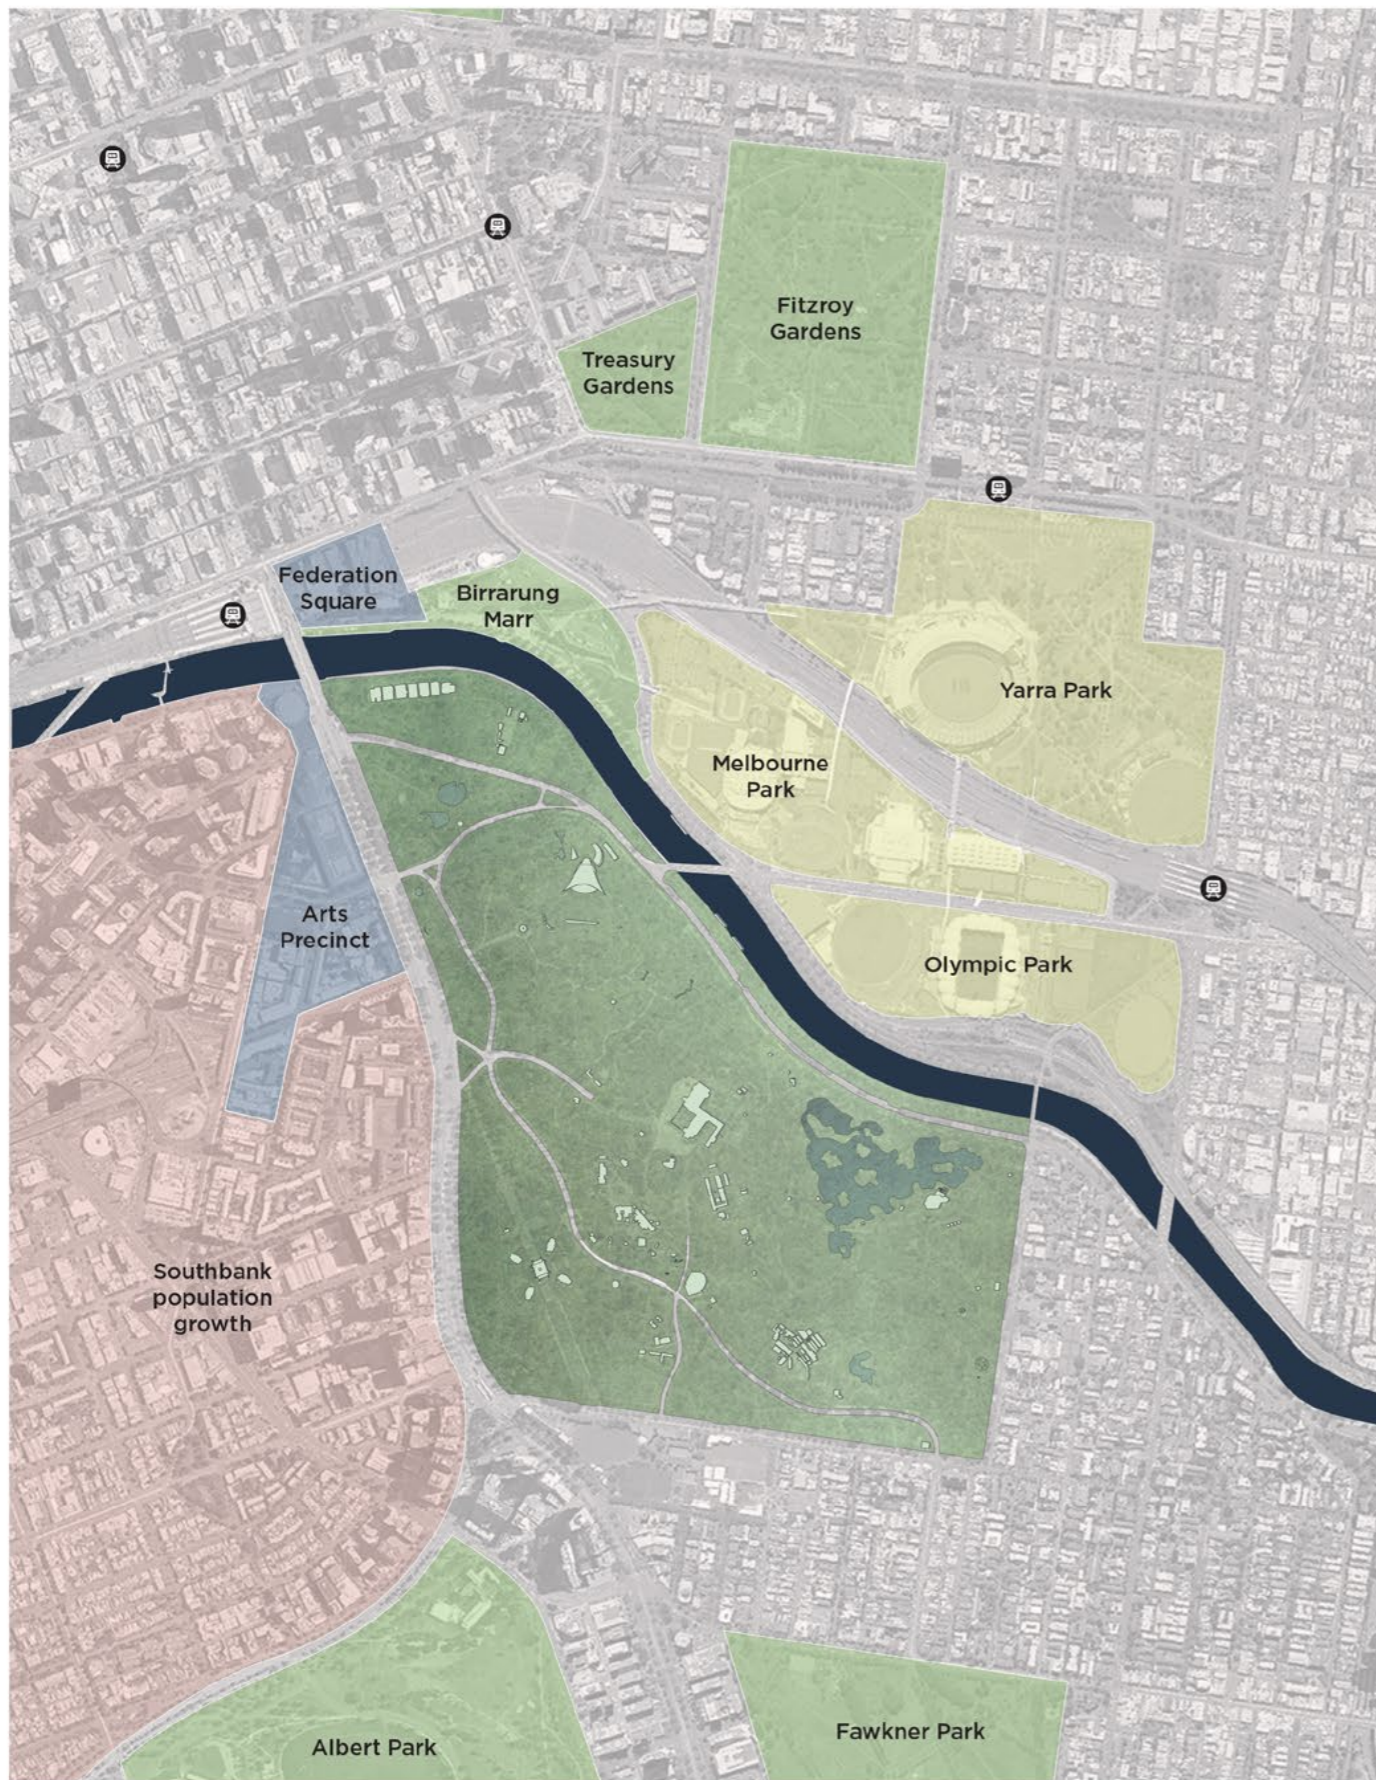 Fitzroy
Gardens
Treasury
Gardens
Federation
Square
Birrarung
Marr
Yarra Park
Melbourne
Park
Arts
Precinct
Olympic Park
Southbank
population
growth
Fawkner Park
Albert Park